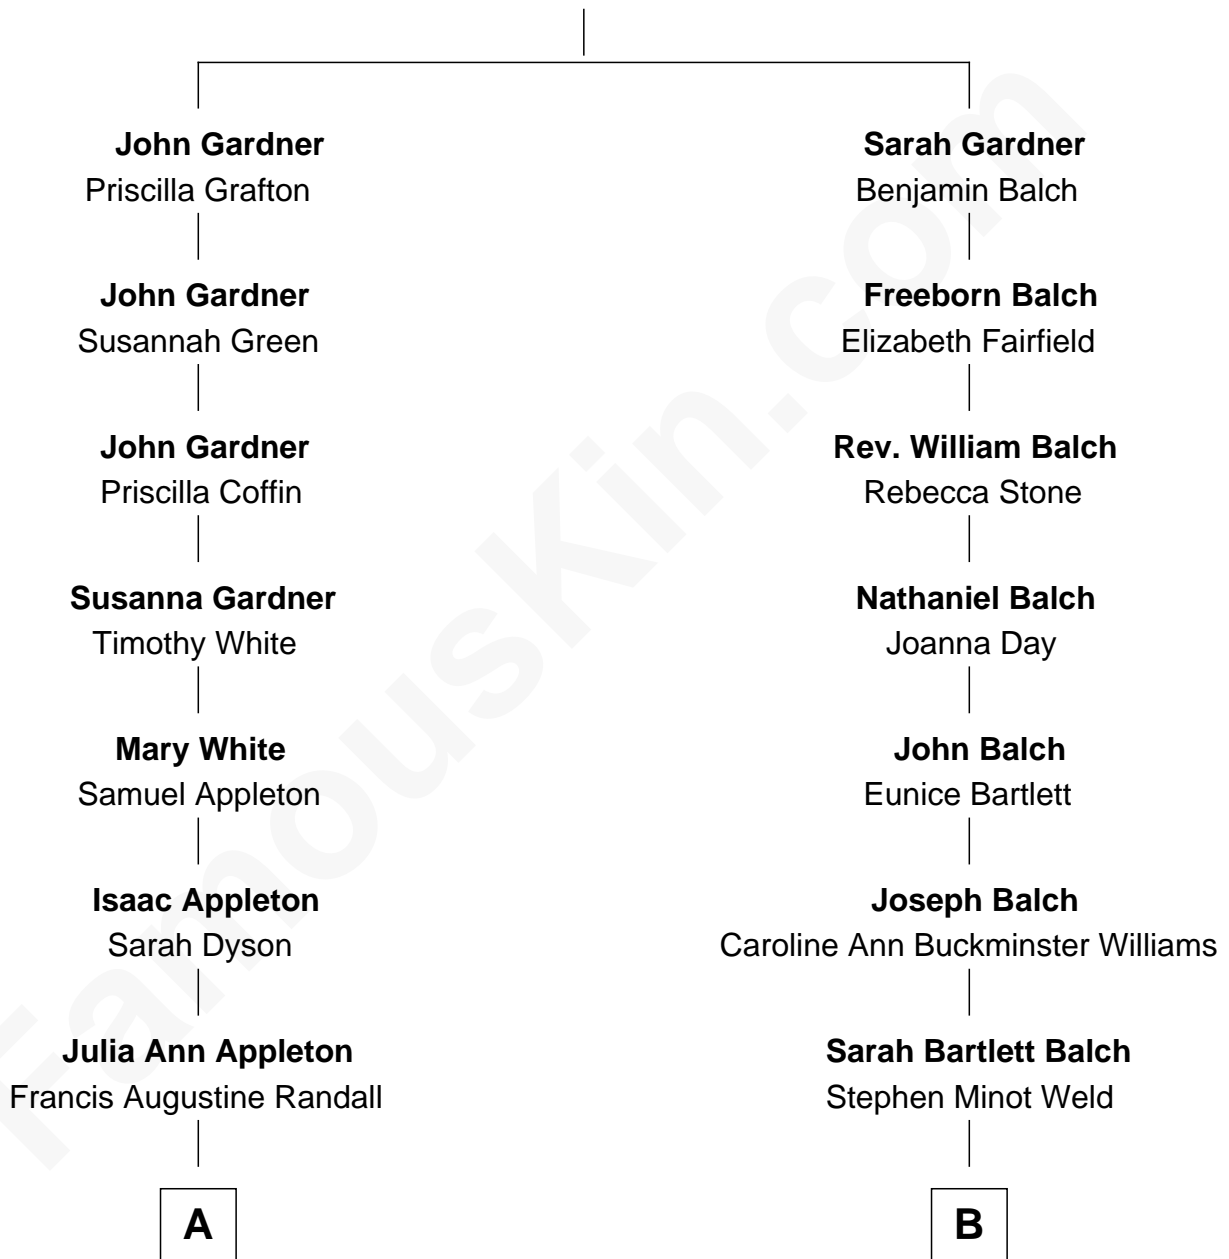 John Gardner
Priscilla Grafton
John Gardner
Susannah Green
John Gardner
Priscilla Coffin
Susanna Gardner
Timothy White
Mary White
Samuel Appleton
Isaac Appleton
Sarah Dyson
Julia Ann Appleton
Francis Augustine Randall
A
Sarah Gardner
Benjamin Balch
Freeborn Balch
Elizabeth Fairfield
Rev. William Balch
Rebecca Stone
Nathaniel Balch
Joanna Day
John Balch
Eunice Bartlett
Joseph Balch
Caroline Ann Buckminster Williams
Sarah Bartlett Balch
Stephen Minot Weld
B
FamousKin.com